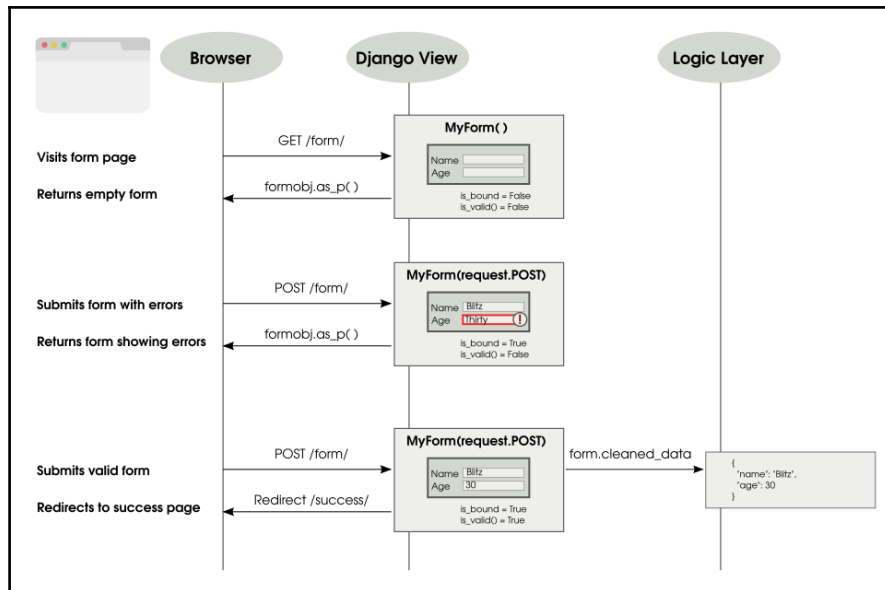 Browser
Django View
Logic Layer
MyForm( )
GET /form/
Visits form page
Name
Age
formobj.as_p( )
Returns empty form
is_bound = False
is_valid() = False
MyForm(request.POST)
POST /form/
Submits form with errors
Name Blitz
Age Thirty !
formobj.as_p( )
Returns form showing errors
is_bound = True
is_valid() = False
MyForm(request.POST)
POST /form/
form.cleaned_data
Submits valid form
Name Blitz
Age 30
{
'name': 'Blitz',
'age': 30
}
Redirect /success/
Redirects to success page
is_bound = True
is_valid() = True